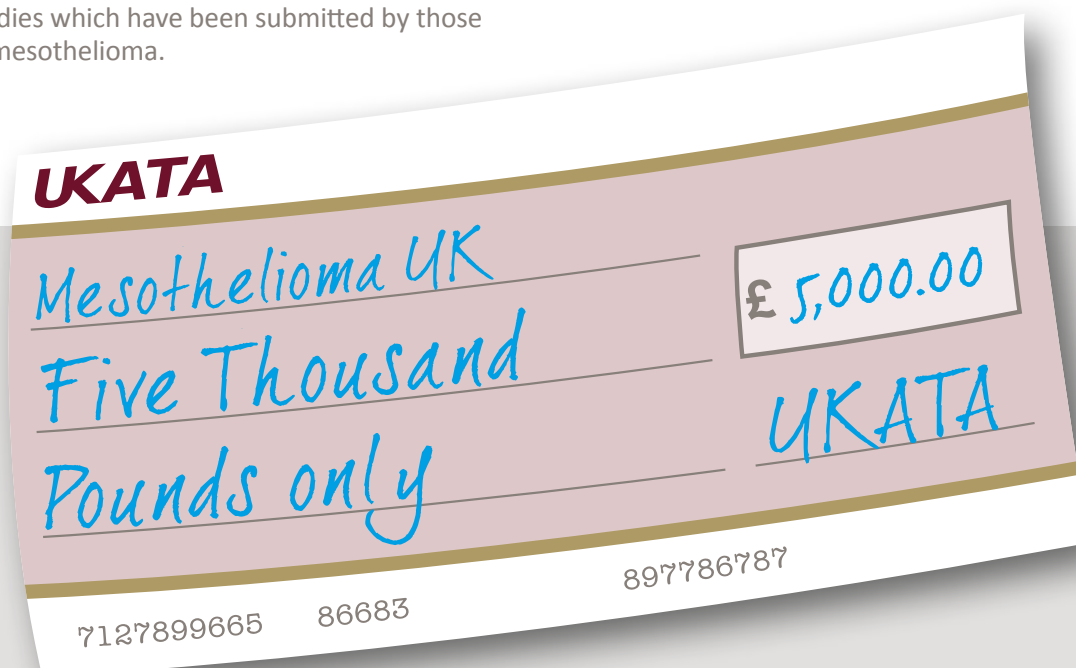 dies which have been submitted by those
mesothelioma.
UKATA
Mesothelioma UK
£ 5,000.00
Five Thousand
UKATA
Pounds only
7127899665 86683 897786787